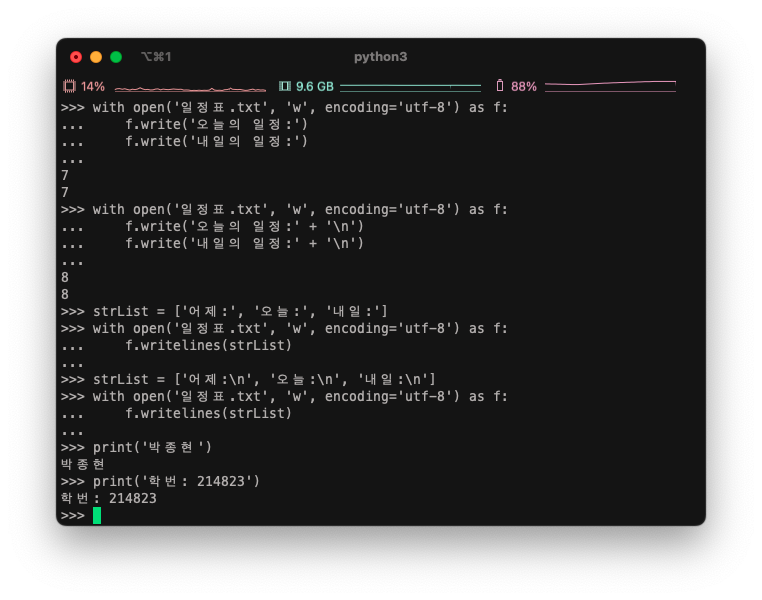 ⌥⌘1 python3
14% 9.6 GB 88%
>>> with open('일정표.txt', 'w', encoding='utf-8') as f:
...     f.write('오늘의 일정:')
...     f.write('내일의 일정:')
...
7
7
>>> with open('일정표.txt', 'w', encoding='utf-8') as f:
...     f.write('오늘의 일정:' + '\n')
...     f.write('내일의 일정:' + '\n')
...
8
8
>>> strList = ['어제:', '오늘:', '내일:']
>>> with open('일정표.txt', 'w', encoding='utf-8') as f:
...     f.writelines(strList)
...
>>> strList = ['어제:\n', '오늘:\n', '내일:\n']
>>> with open('일정표.txt', 'w', encoding='utf-8') as f:
...     f.writelines(strList)
...
>>> print('박종현')
박종현
>>> print('학번: 214823')
학번: 214823
>>>